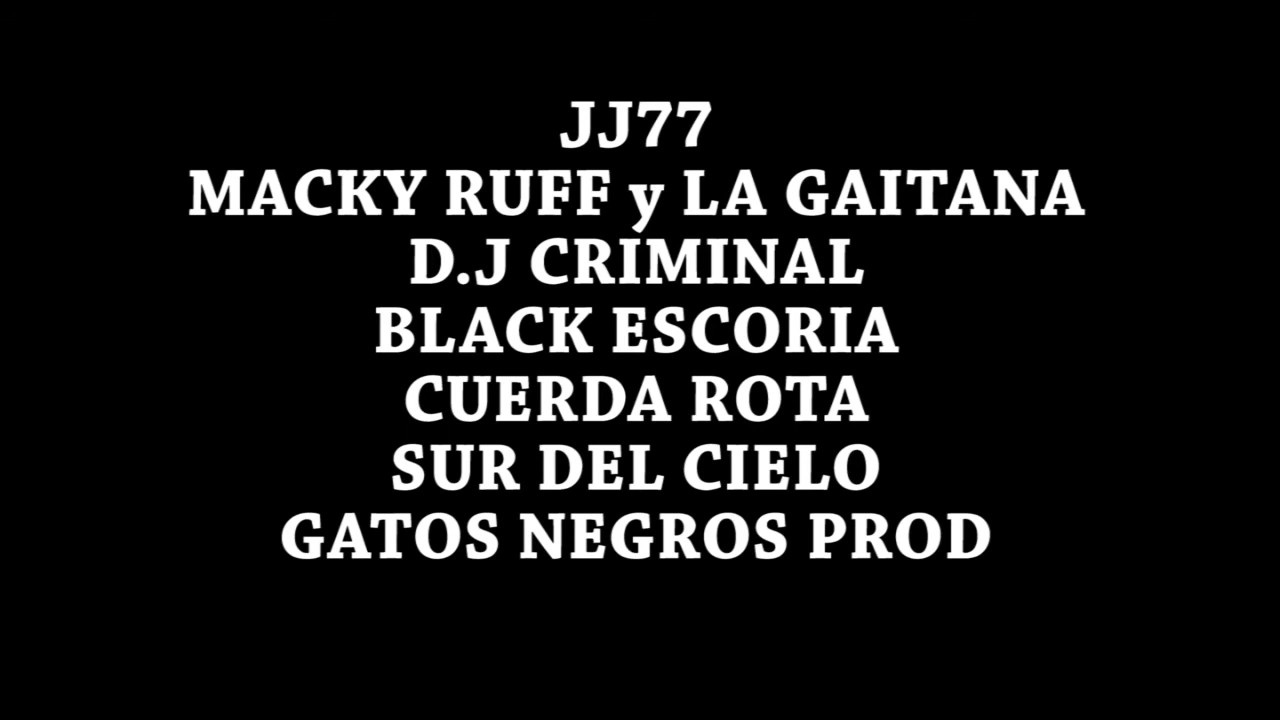 JJ77
MACKY RUFF y LA GAITANA
D.J CRIMINAL
BLACK ESCORIA
CUERDA ROTA
SUR DEL CIELO
GATOS NEGROS PROD